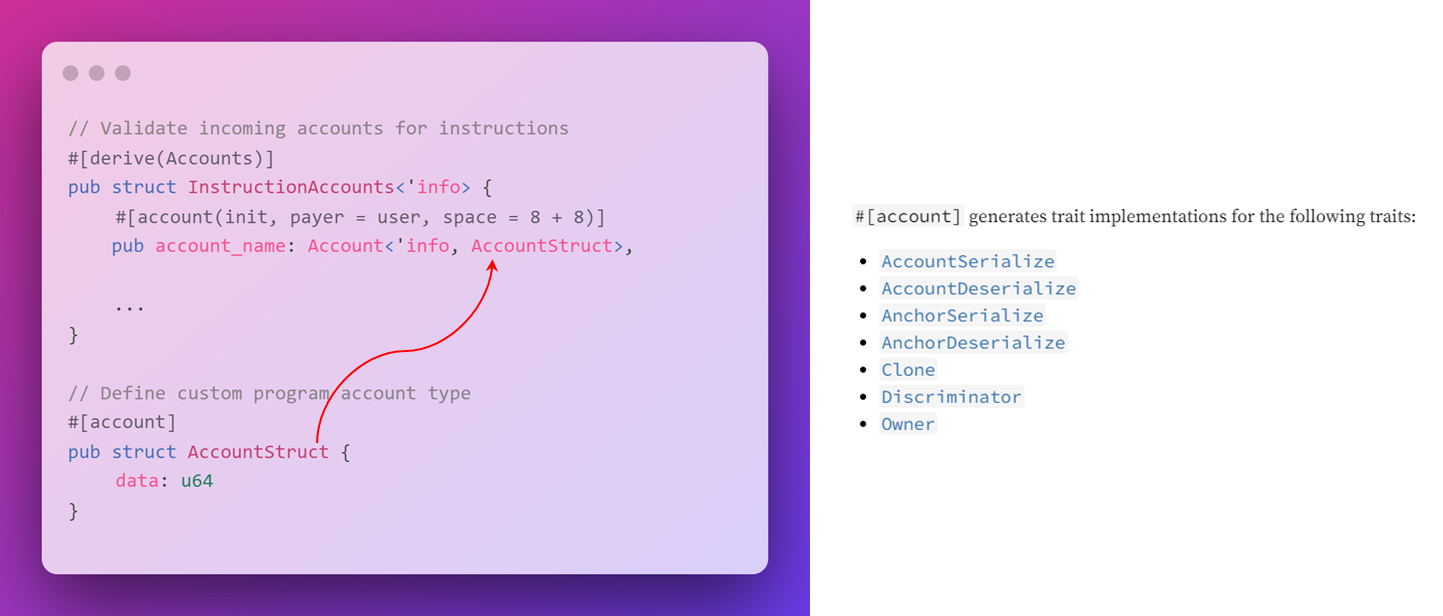 // Validate incoming accounts for instructions
#[derive(Accounts)]
pub struct InstructionAccounts<'info> {
    #[account(init, payer = user, space = 8 + 8)]
    pub account_name: Account<'info, AccountStruct>,
    ...
}
// Define custom program account type
#[account]
pub struct AccountStruct {
    data: u64
}
#[account] generates trait implementations for the following traits:
• AccountSerialize
• AccountDeserialize
• AnchorSerialize
• AnchorDeserialize
• Clone
• Discriminator
• Owner